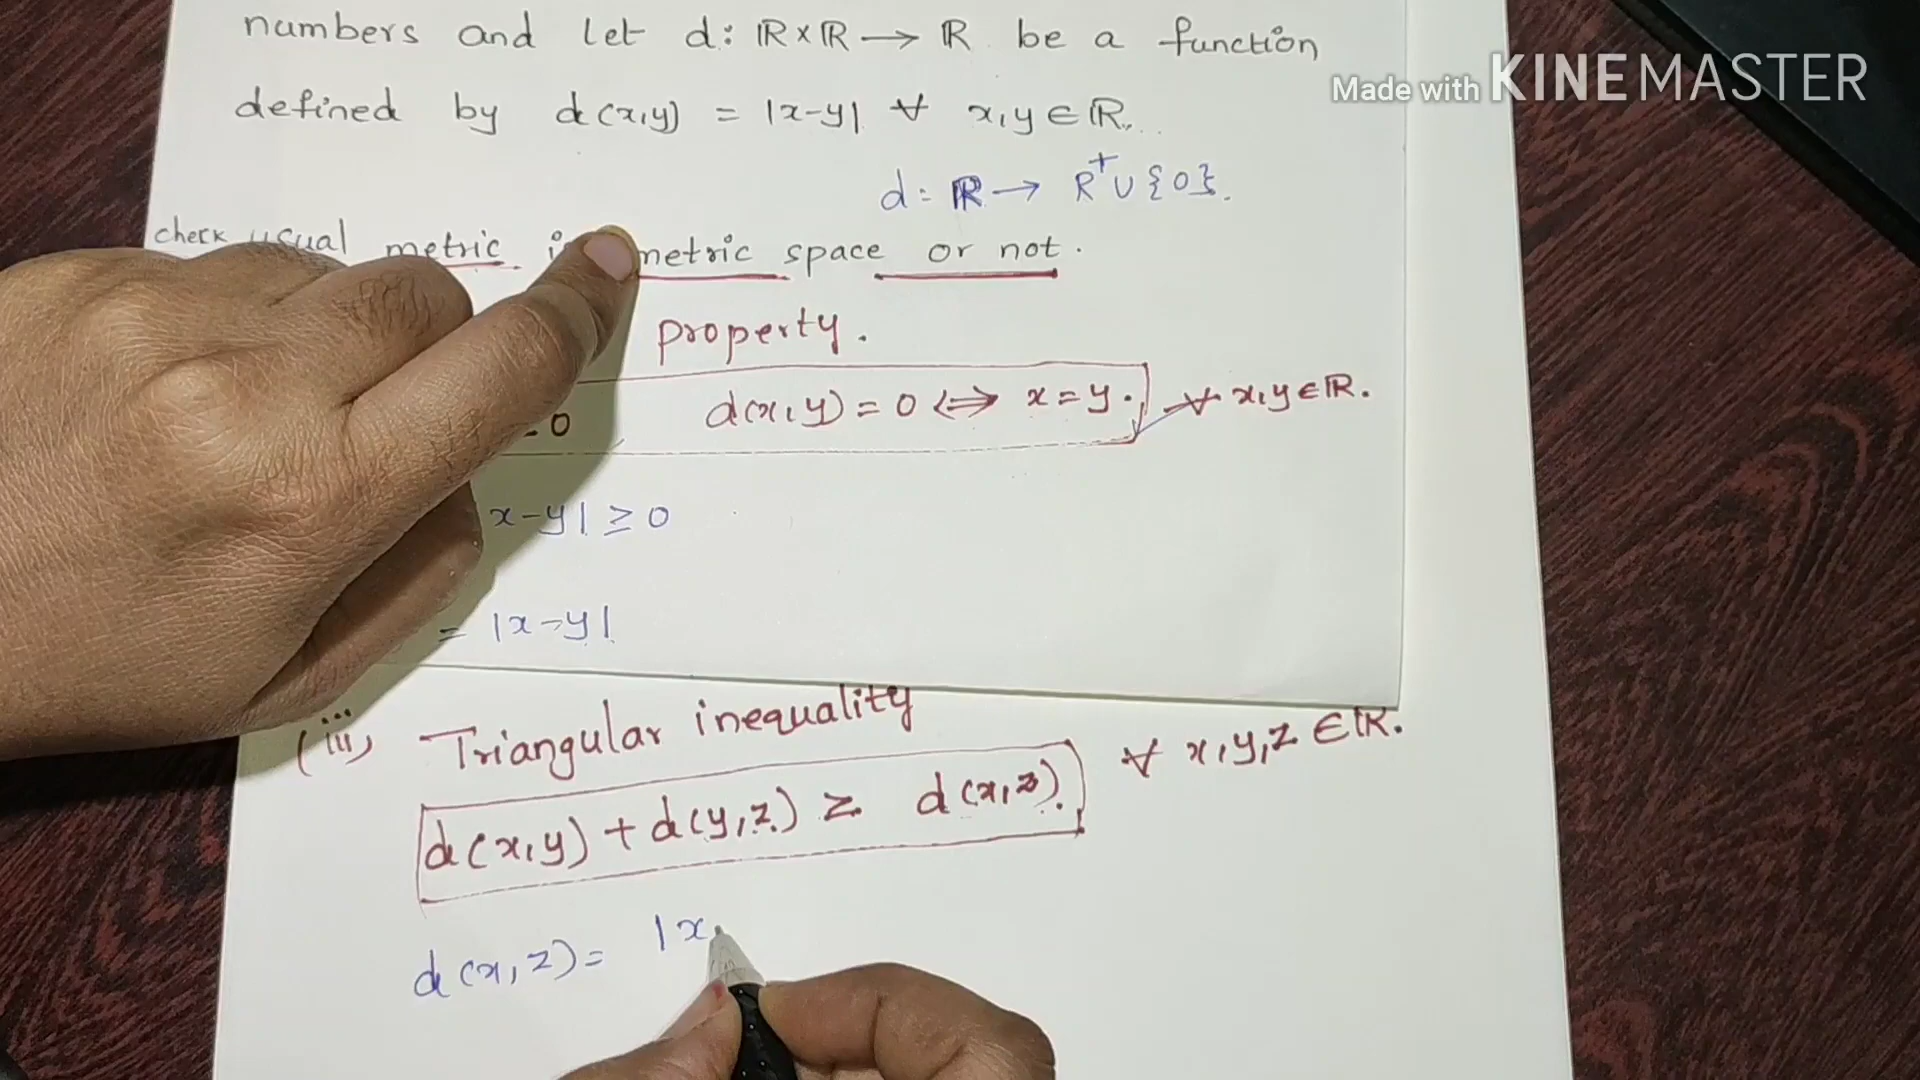 numbers and let d: ℝ×ℝ → ℝ be a function
Made with KINEMASTER
defined by d(x,y) = |x-y| ∀ x,y ∈ ℝ.
d = ℝ → R⁺ ∪ {0}.
check usual metric metric space or not.
property.
0 d(x,y) = 0 ⇔ x = y. ∀ x,y ∈ ℝ.
x-y| ≥ 0
= |x-y|
(iii) Triangular inequality
d(x,y) + d(y,z) ≥ d(x,z). ∀ x,y,z ∈ ℝ.
d(x,z) = |x